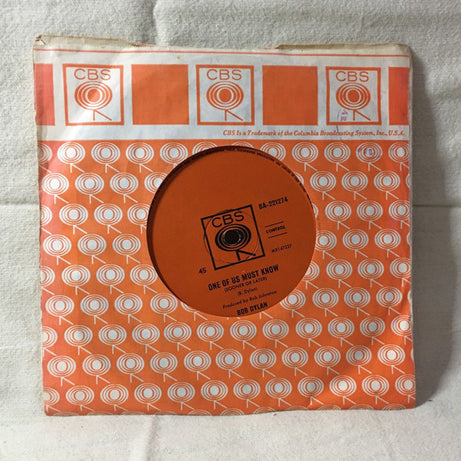 CBS
CBS
CBS
CBS Is a Trademark of the Columbia Broadcasting System, Inc., U.S.A.
CBS
BA-221274
45
ONE OF US MUST KNOW
(SOONER OR LATER)
(B. Dylan)
Produced by Bob Johnston
BOB DYLAN